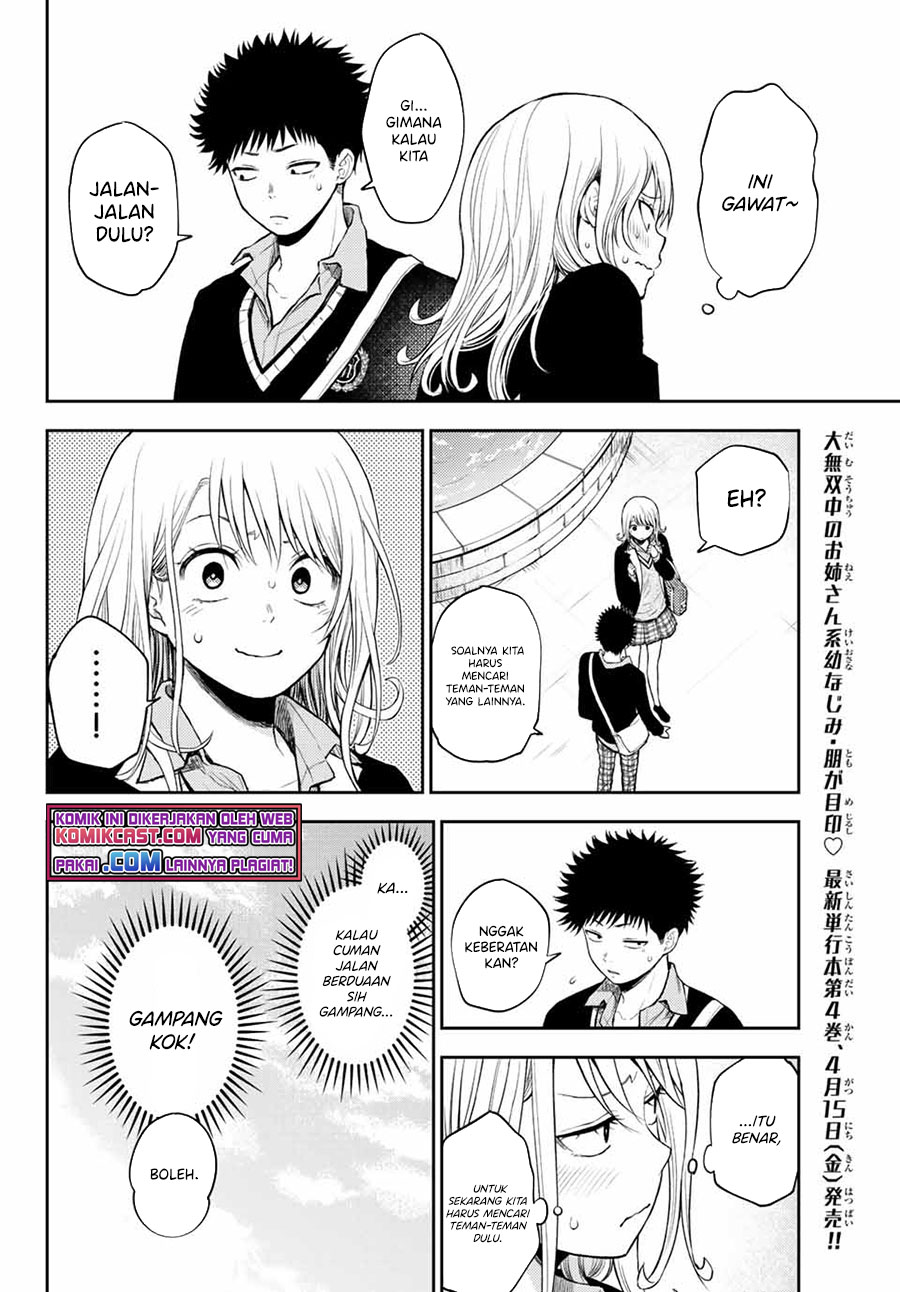 INI
GAWAT~
GI...
GIMANA
KALAU
KITA
JALAN-
JALAN
DULU?
EH?
SOALNYA KITA
HARUS
MENCARI
TEMAN-TEMAN
YANG LAINNYA.
.......!
NGGAK
KEBERATAN
KAN?
...ITU
BENAR,
UNTUK
SEKARANG KITA
HARUS MENCARI
TEMAN-TEMAN
DULU.
KA...
KALAU
CUMAN
JALAN
BERDUAAN
SIH
GAMPANG...
GAMPANG
KOK!
BOLEH.
KOMIK INI DIKERJAKAN OLEH WEB
KOMIKCAST.COM YANG CUMA
PAKAI .COM LAINNYA PLAGIAT!
大無双中のお姉さん系幼なじみ・朋が目印♡ 最新単行本第4巻、4月15日(金)発売!!